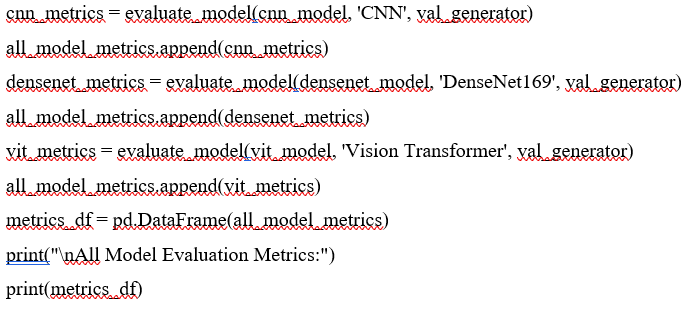 cnn_metrics = evaluate_model(cnn_model, 'CNN', val_generator)
all_model_metrics.append(cnn_metrics)
densenet_metrics = evaluate_model(densenet_model, 'DenseNet169', val_generator)
all_model_metrics.append(densenet_metrics)
vit_metrics = evaluate_model(vit_model, 'Vision Transformer', val_generator)
all_model_metrics.append(vit_metrics)
metrics_df = pd.DataFrame(all_model_metrics)
print("\nAll Model Evaluation Metrics:")
print(metrics_df)